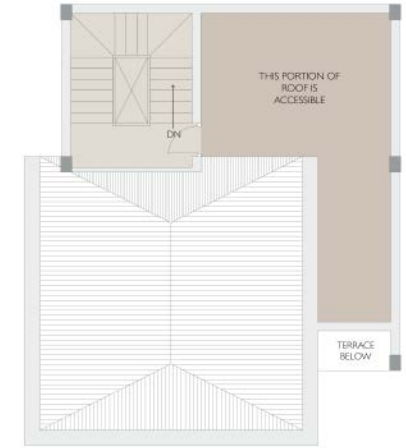 THIS PORTION OF
ROOF IS
ACCESSIBLE
DN
TERRACE
BELOW